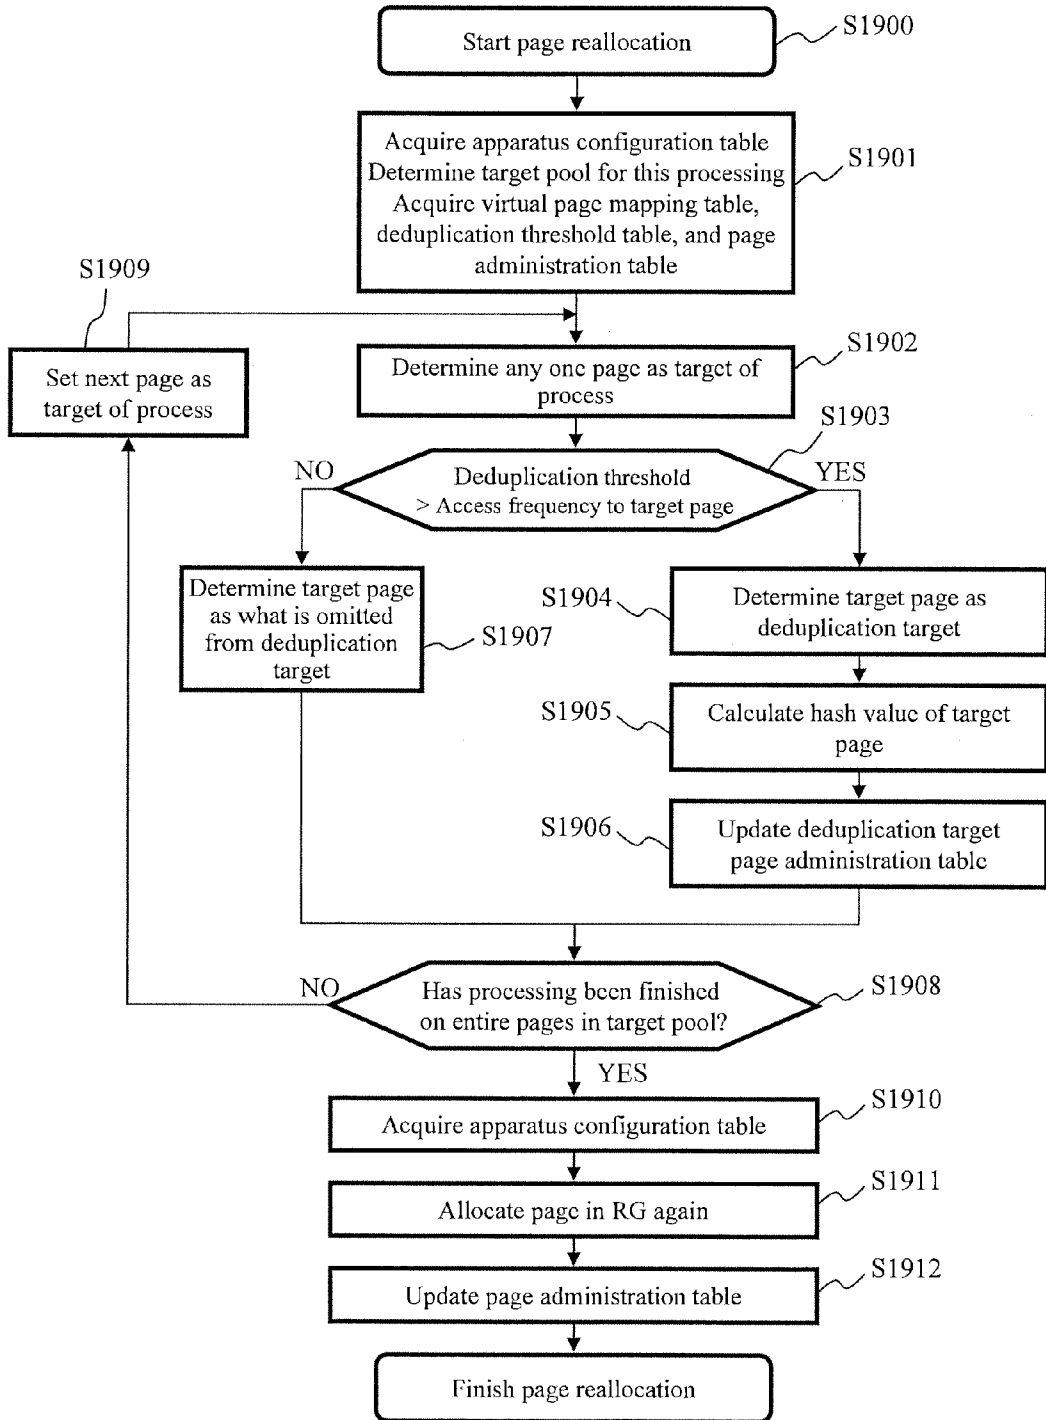 Start page reallocation
S1900
Acquire apparatus configuration table
Determine target pool for this processing
Acquire virtual page mapping table,
deduplication threshold table, and page
administration table
S1901
S1909
Set next page as
target of process
Determine any one page as target of
process
S1902
S1903
NO
Deduplication threshold
> Access frequency to target page
YES
Determine target page
as what is omitted
from deduplication
target
S1907
S1904
Determine target page as
deduplication target
S1905
Calculate hash value of target
page
S1906
Update deduplication target
page administration table
NO
Has processing been finished
on entire pages in target pool?
S1908
YES
Acquire apparatus configuration table
S1910
Allocate page in RG again
S1911
Update page administration table
S1912
Finish page reallocation